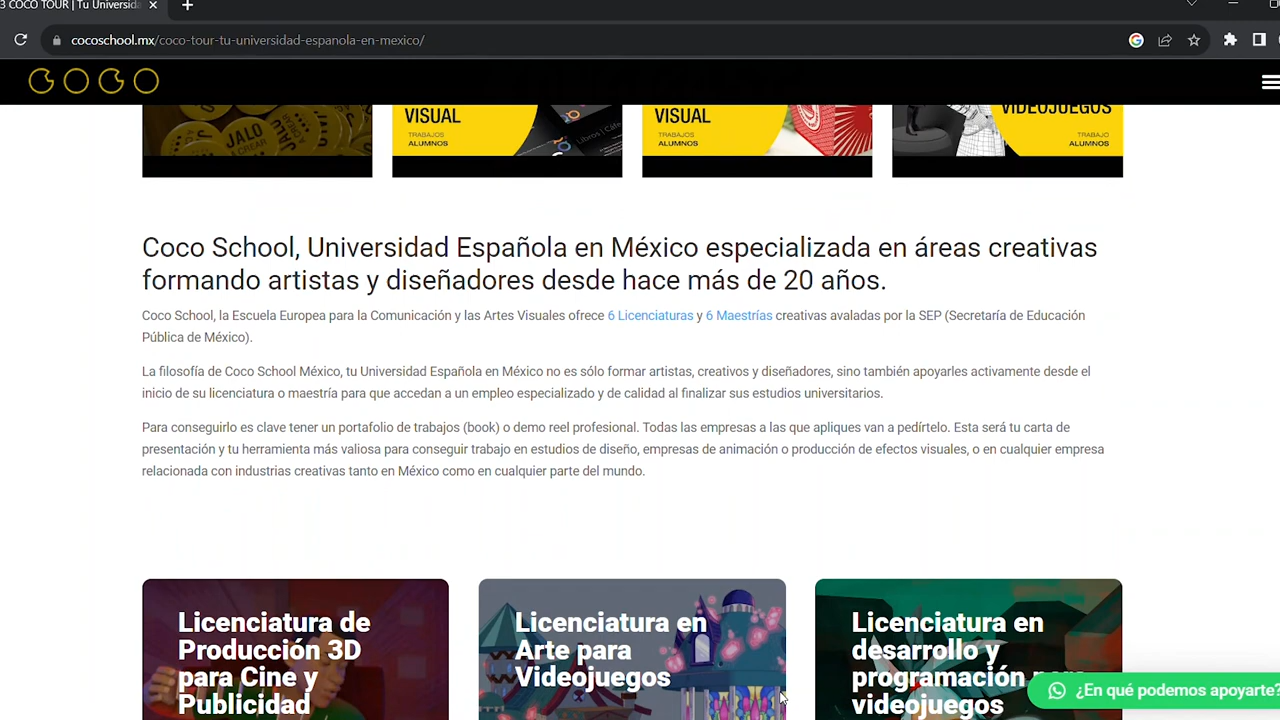 3 COCO TOUR | Tu Universida
cocoschool.mx/coco-tour-tu-universidad-espanola-en-mexico/
COCO
JALO
A CREAR
VISUAL
TRABAJOS
ALUMNOS
VISUAL
TRABAJOS
ALUMNOS
VIDEOJUEGOS
TRABAJO
ALUMNOS
Coco School, Universidad Española en México especializada en áreas creativas
formando artistas y diseñadores desde hace más de 20 años.
Coco School, la Escuela Europea para la Comunicación y las Artes Visuales ofrece 6 Licenciaturas y 6 Maestrías creativas avaladas por la SEP (Secretaría de Educación
Pública de México).
La filosofía de Coco School México, tu Universidad Española en México no es sólo formar artistas, creativos y diseñadores, sino también apoyarles activamente desde el
inicio de su licenciatura o maestría para que accedan a un empleo especializado y de calidad al finalizar sus estudios universitarios.
Para conseguirlo es clave tener un portafolio de trabajos (book) o demo reel profesional. Todas las empresas a las que apliques van a pedírtelo. Esta será tu carta de
presentación y tu herramienta más valiosa para conseguir trabajo en estudios de diseño, empresas de animación o producción de efectos visuales, o en cualquier empresa
relacionada con industrias creativas tanto en México como en cualquier parte del mundo.
Licenciatura de
Producción 3D
para Cine y
Publicidad
Licenciatura en
Arte para
Videojuegos
Licenciatura en
desarrollo y
programación para
videojuegos
¿En qué podemos apoyarte?